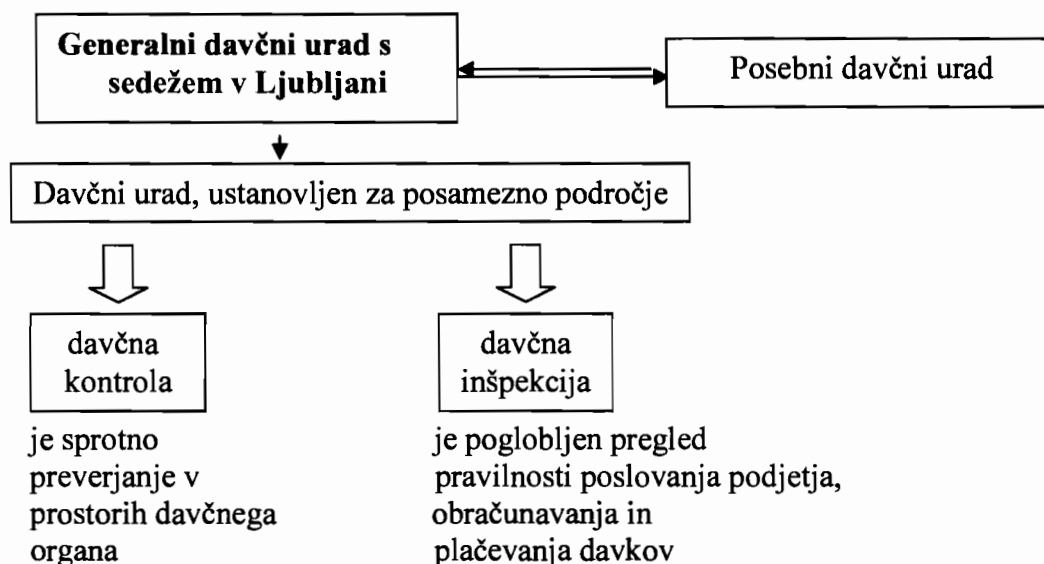 Generalni davčni urad s
sedežem v Ljubljani
Posebni davčni urad
Davčni urad, ustanovljen za posamezno področje
davčna
kontrola
je sprotno
preverjanje v
prostorih davčnega
organa
davčna
inšpekcija
je poglobljen pregled
pravilnosti poslovanja podjetja,
obračunavanja in
plačevanja davkov